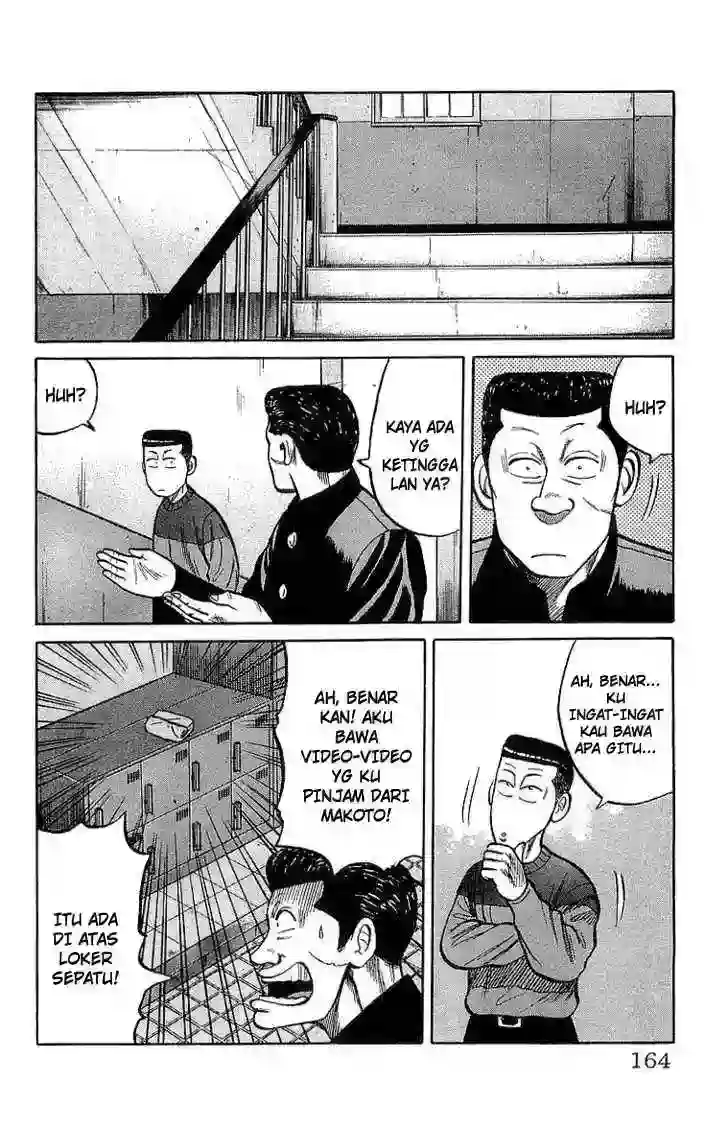 HUH?
KAYA ADA
YG
KETINGGA
LAN YA?
HUH?
AH, BENAR...
KU
INGAT-INGAT
KAU BAWA
APA GITU...
AH, BENAR
KAN! AKU
BAWA
VIDEO-VIDEO
YG KU
PINJAM DARI
MAKOTO!
ITU ADA
DI ATAS
LOKER
SEPATU!
164